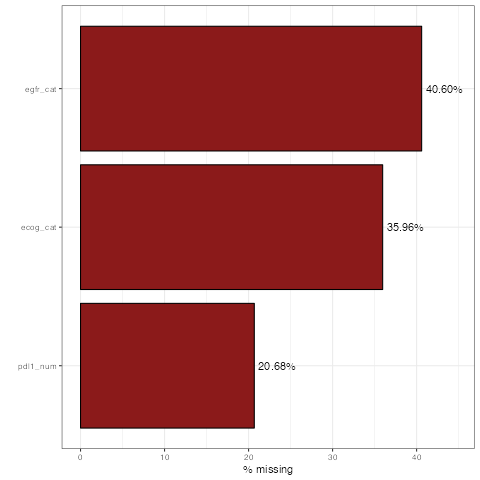 egfr_cat
40.60%
ecog_cat
35.96%
pdl1_num
20.68%
0 10 20 30 40
% missing